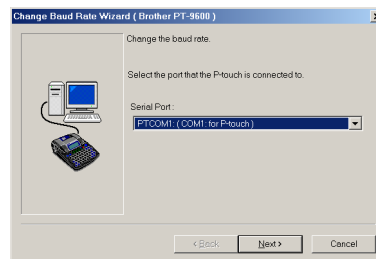 Change Baud Rate Wizard ( Brother PT-9600 )
Change the baud rate.
Select the port that the P-touch is connected to.
Serial Port :
PTCOM1: ( COM1: for P-touch )
< Back
Next >
Cancel